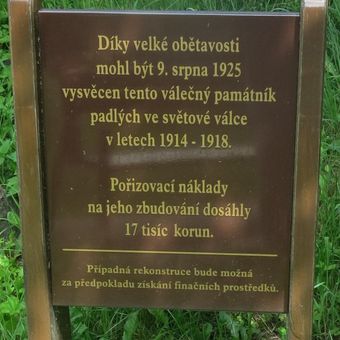 Díky velké obětavosti
mohl být 9. srpna 1925
vysvěcen tento válečný památník
padlých ve světové válce
v letech 1914 - 1918.
Pořizovací náklady
na jeho zbudování dosáhly
17 tisíc korun.
Případná rekonstruce bude možná
za předpokladu získání finačních prostředků.